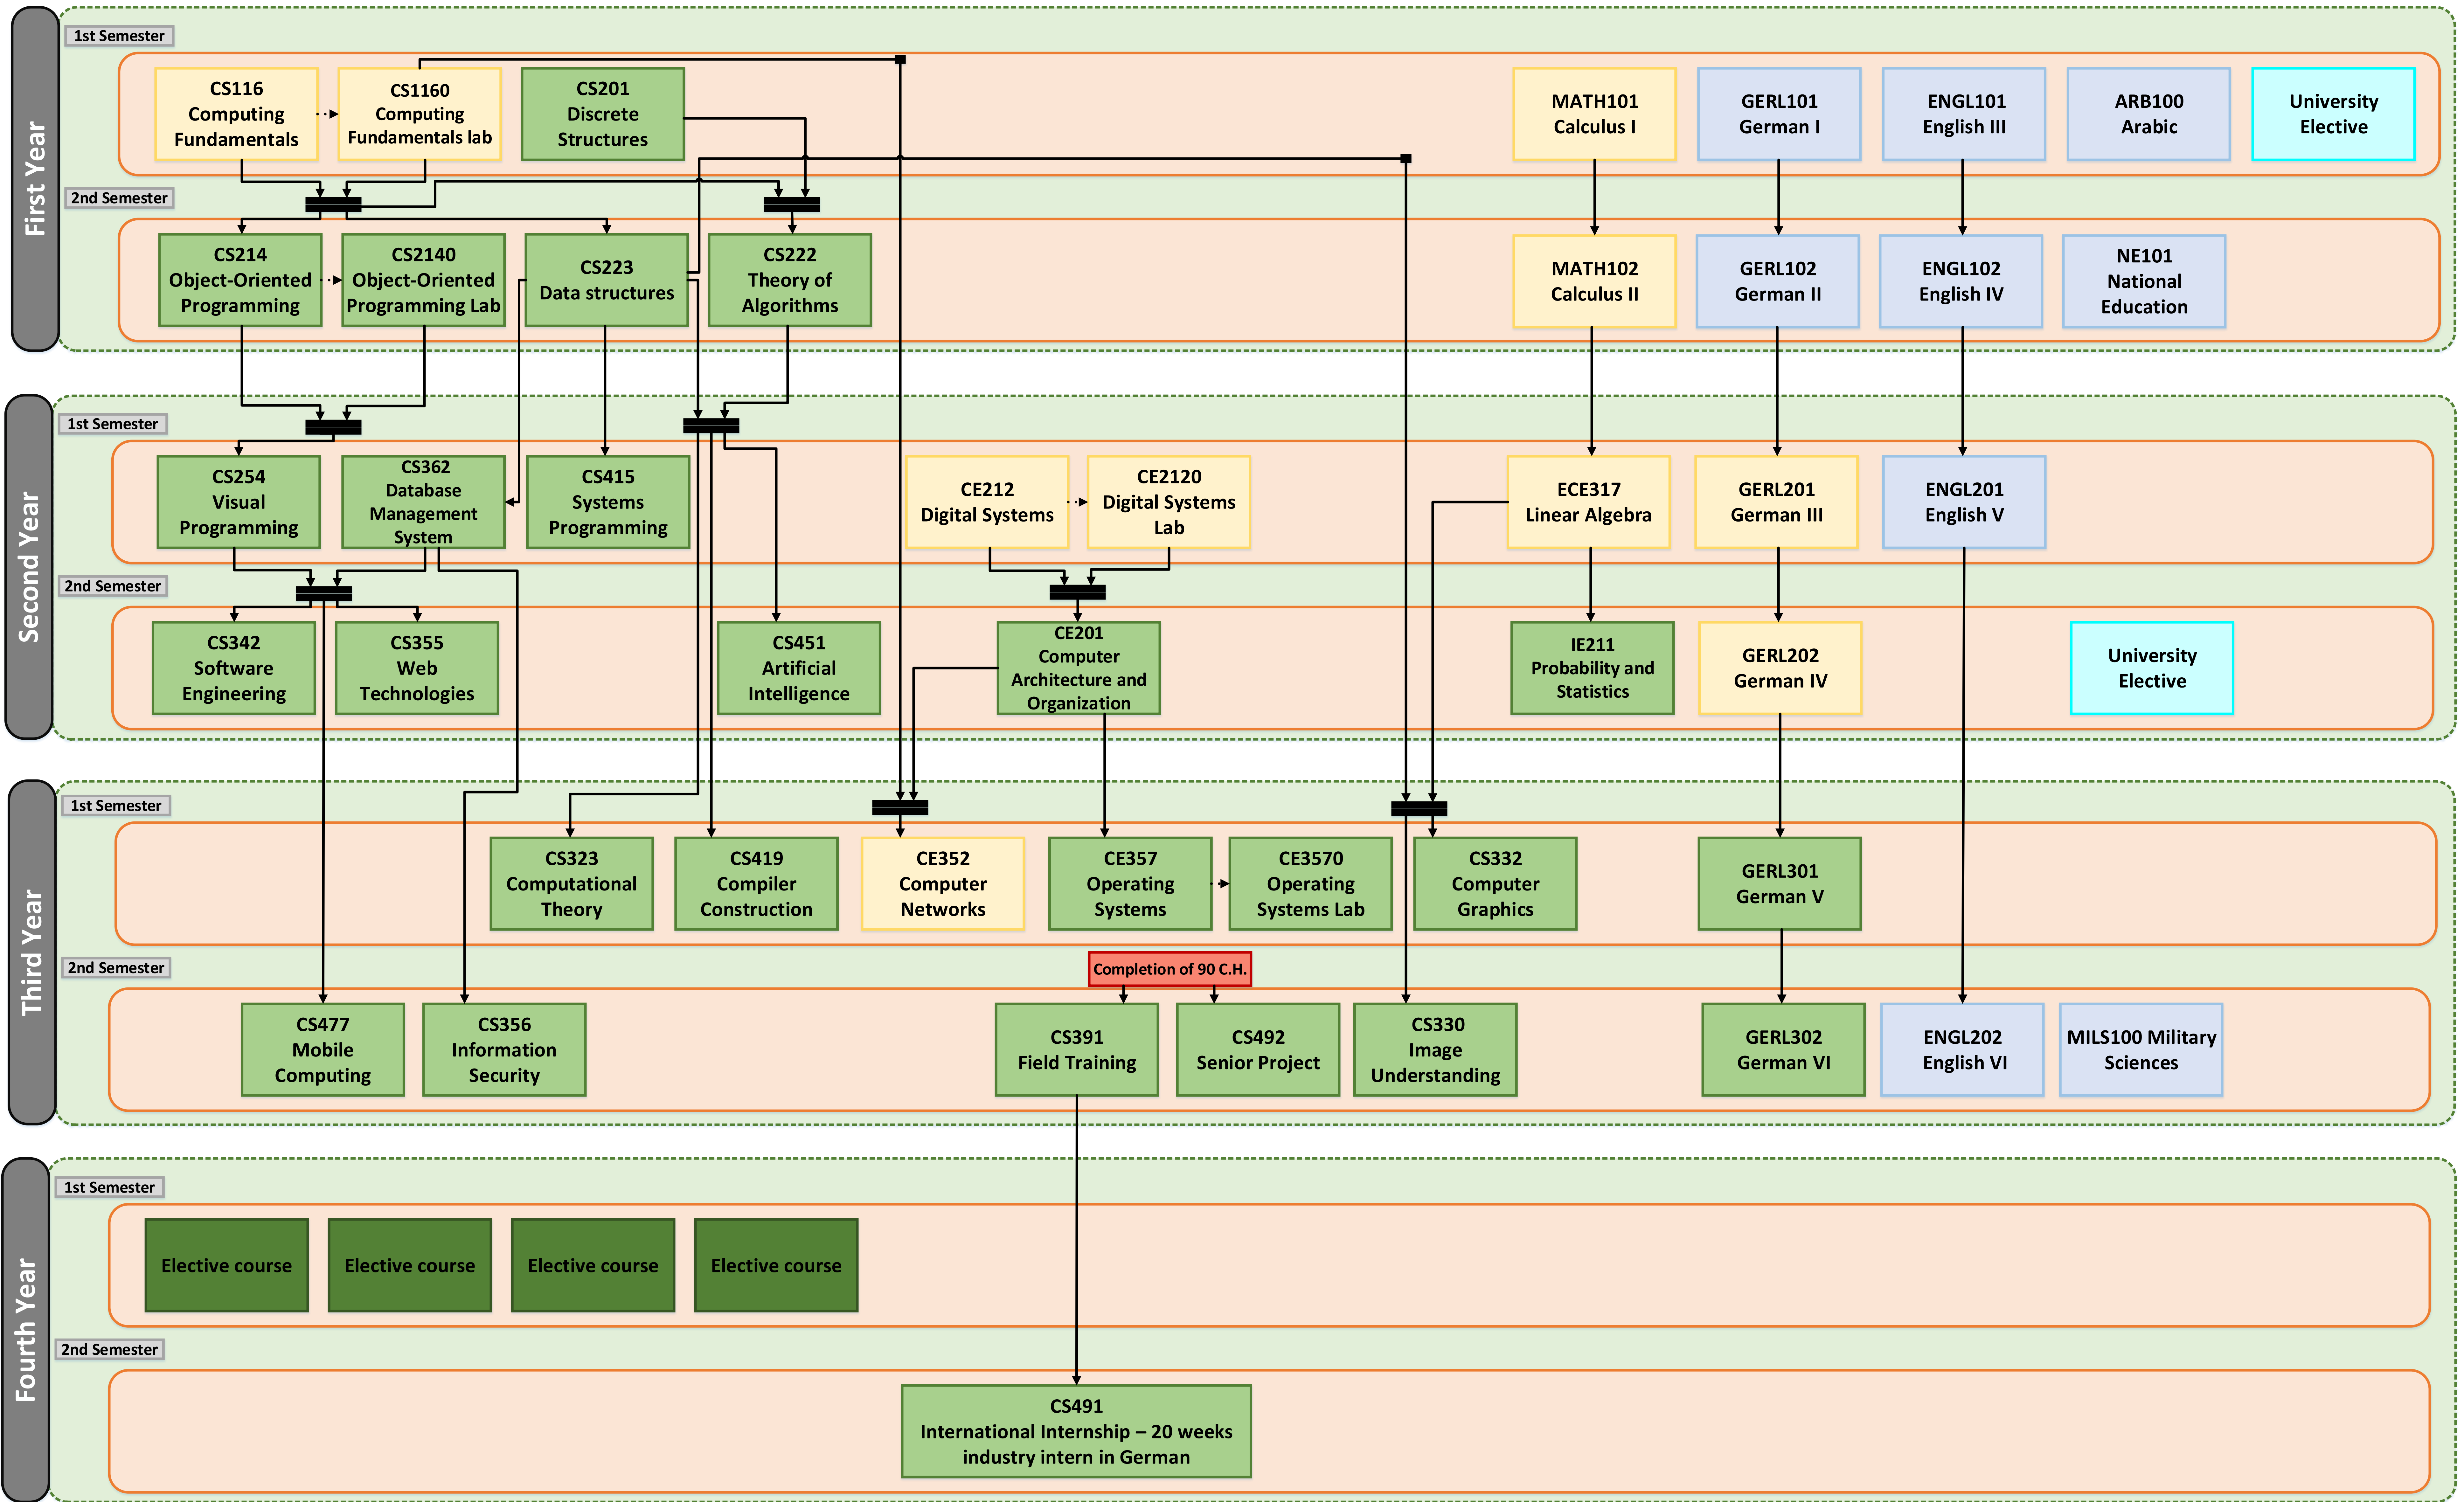 First Year
1st Semester
CS116
Computing
Fundamentals
CS1160
Computing
Fundamentals lab
CS201
Discrete
Structures
MATH101
Calculus I
GERL101
German I
ENGL101
English III
ARB100
Arabic
University
Elective
2nd Semester
CS214
Object-Oriented
Programming
CS2140
Object-Oriented
Programming Lab
CS223
Data structures
CS222
Theory of
Algorithms
MATH102
Calculus II
GERL102
German II
ENGL102
English IV
NE101
National
Education
Second Year
1st Semester
CS254
Visual
Programming
CS362
Database
Management
System
CS415
Systems
Programming
CE212
Digital Systems
CE2120
Digital Systems
Lab
ECE317
Linear Algebra
GERL201
German III
ENGL201
English V
2nd Semester
CS342
Software
Engineering
CS355
Web
Technologies
CS451
Artificial
Intelligence
CE201
Computer
Architecture and
Organization
IE211
Probability and
Statistics
GERL202
German IV
University
Elective
Third Year
1st Semester
CS323
Computational
Theory
CS419
Compiler
Construction
CE352
Computer
Networks
CE357
Operating
Systems
CE3570
Operating
Systems Lab
CS332
Computer
Graphics
GERL301
German V
2nd Semester
Completion of 90 C.H.
CS477
Mobile
Computing
CS356
Information
Security
CS391
Field Training
CS492
Senior Project
CS330
Image
Understanding
GERL302
German VI
ENGL202
English VI
MILS100 Military
Sciences
Fourth Year
1st Semester
Elective course
Elective course
Elective course
Elective course
2nd Semester
CS491
International Internship – 20 weeks
industry intern in German